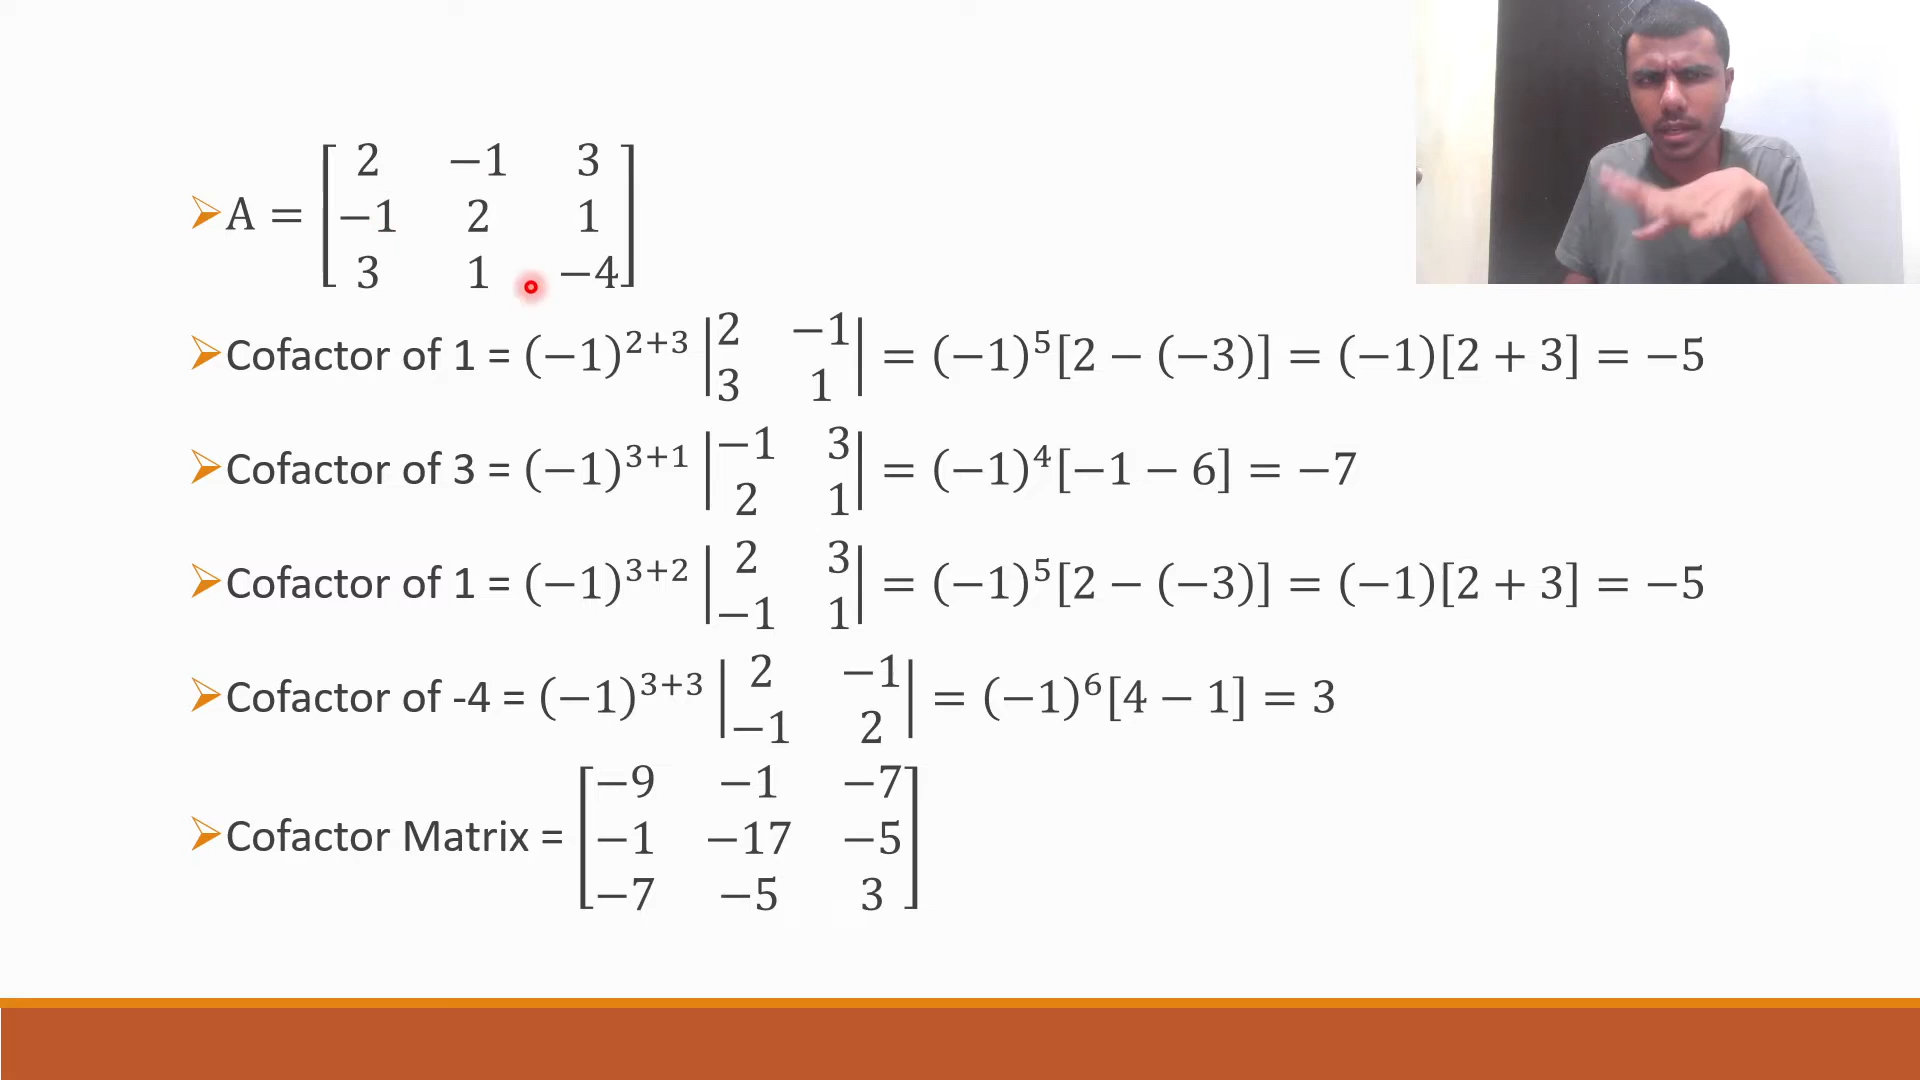 ➢A = [2 −1 3
−1 2 1
3 1 −4]
➢Cofactor of 1 = (−1)²⁺³ |2 −1
3 1| = (−1)⁵[2 − (−3)] = (−1)[2 + 3] = −5
➢Cofactor of 3 = (−1)³⁺¹ |−1 3
2 1| = (−1)⁴[−1 − 6] = −7
➢Cofactor of 1 = (−1)³⁺² |2 3
−1 1| = (−1)⁵[2 − (−3)] = (−1)[2 + 3] = −5
➢Cofactor of -4 = (−1)³⁺³ |2 −1
−1 2| = (−1)⁶[4 − 1] = 3
➢Cofactor Matrix = [−9 −1 −7
−1 −17 −5
−7 −5 3]